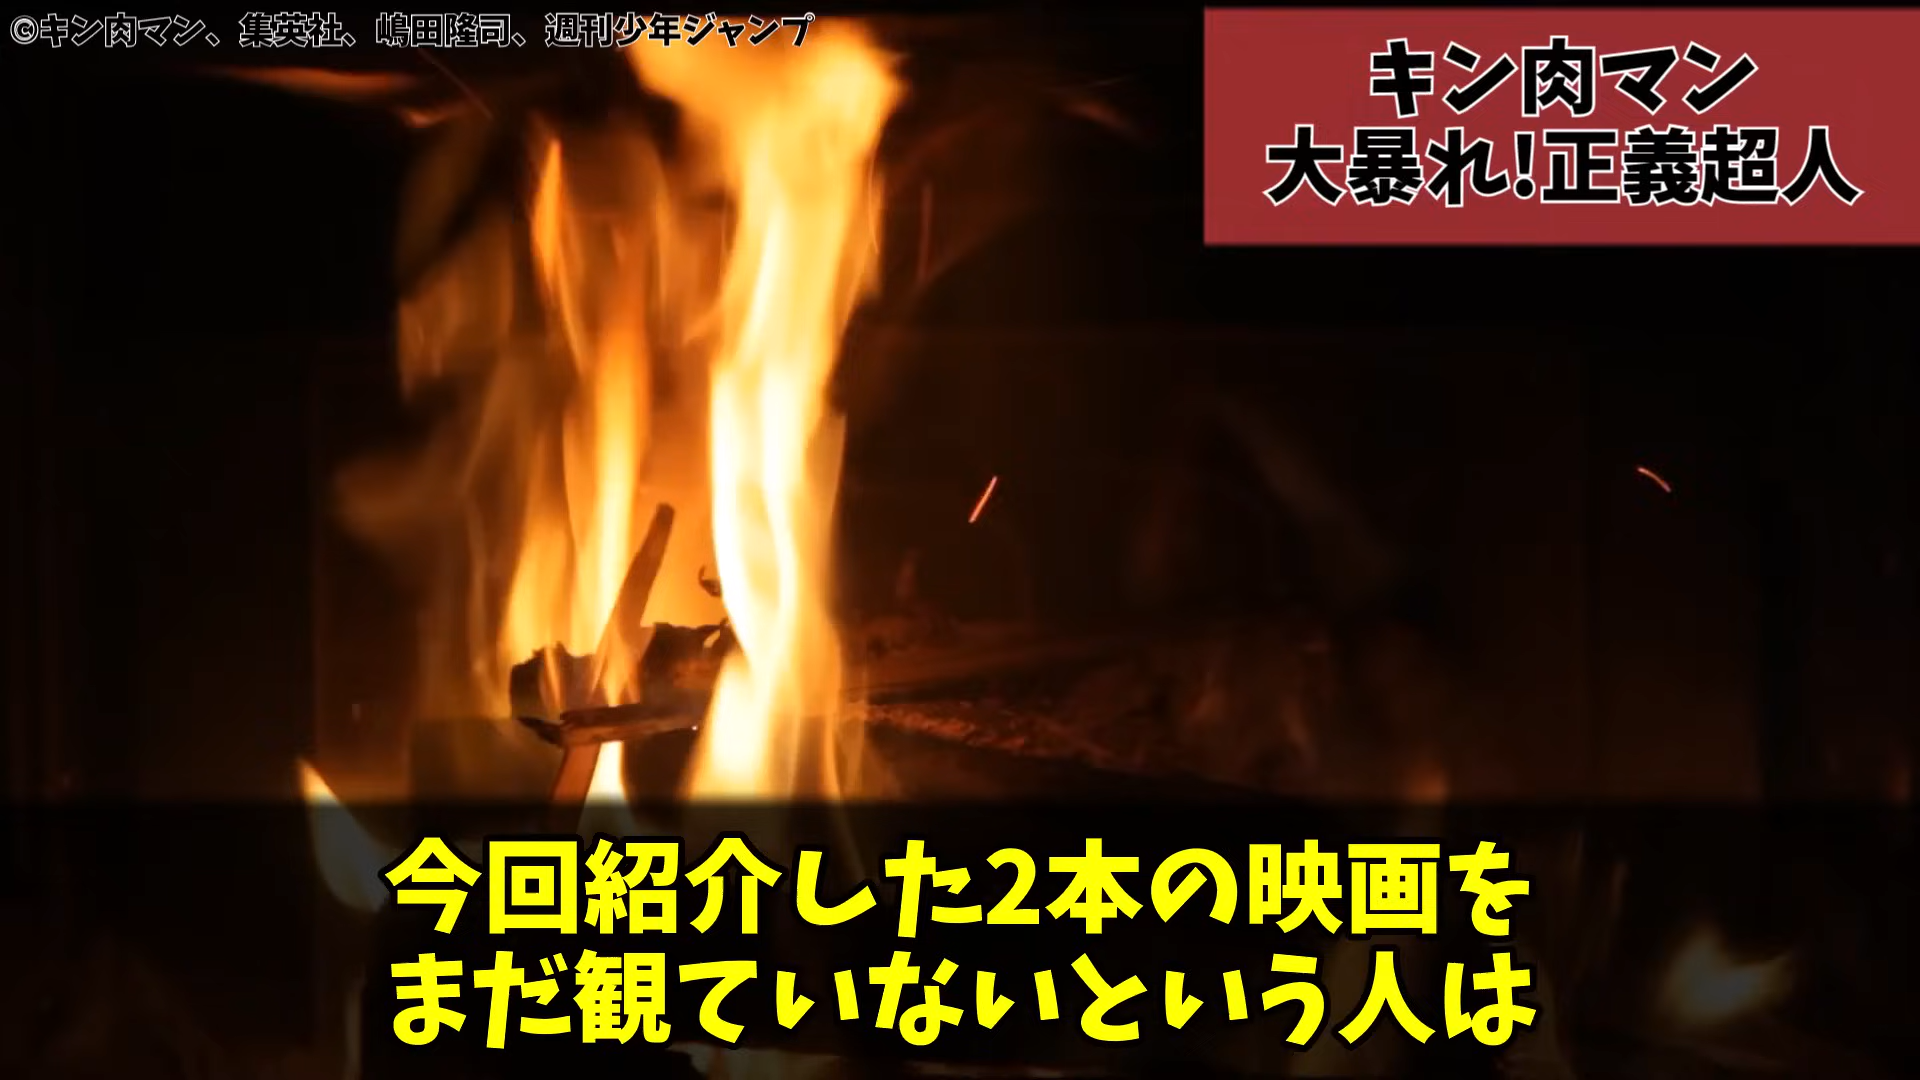 ©キン肉マン、集英社、嶋田隆司、週刊少年ジャンプ
キン肉マン
大暴れ!正義超人
今回紹介した2本の映画を
まだ観ていないという人は